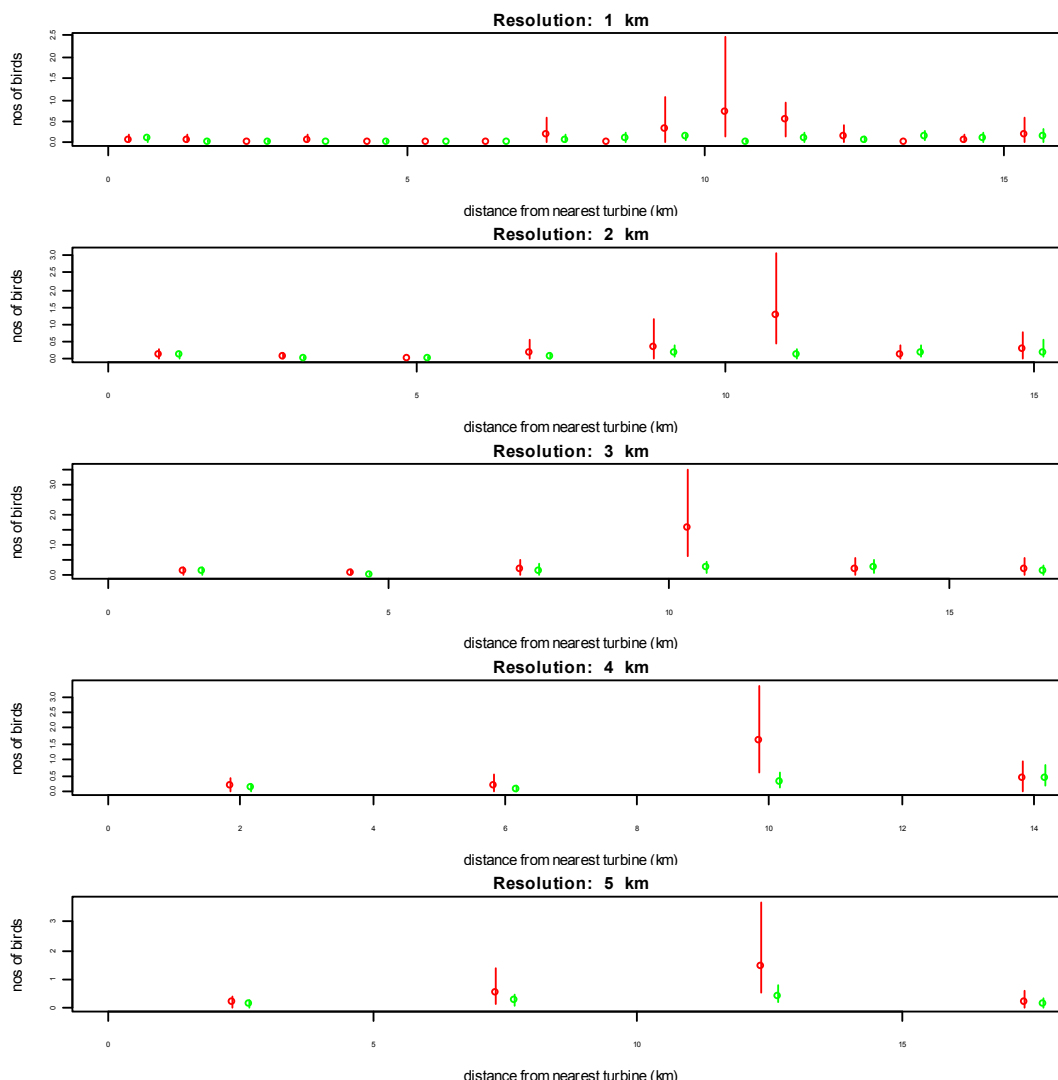 Resolution: 1 km
nos of birds
0.0 0.5 1.0 1.5 2.0 2.5
0 5 10 15
distance from nearest turbine (km)
Resolution: 2 km
nos of birds
0.0 0.5 1.0 1.5 2.0 2.5 3.0
0 5 10 15
distance from nearest turbine (km)
Resolution: 3 km
nos of birds
0.0 1.0 2.0 3.0
0 5 10 15
distance from nearest turbine (km)
Resolution: 4 km
nos of birds
0.0 0.5 1.0 1.5 2.0 3.0
0 2 4 6 8 10 12 14
distance from nearest turbine (km)
Resolution: 5 km
nos of birds
0 1 2 3
0 5 10 15
distance from nearest turbine (km)